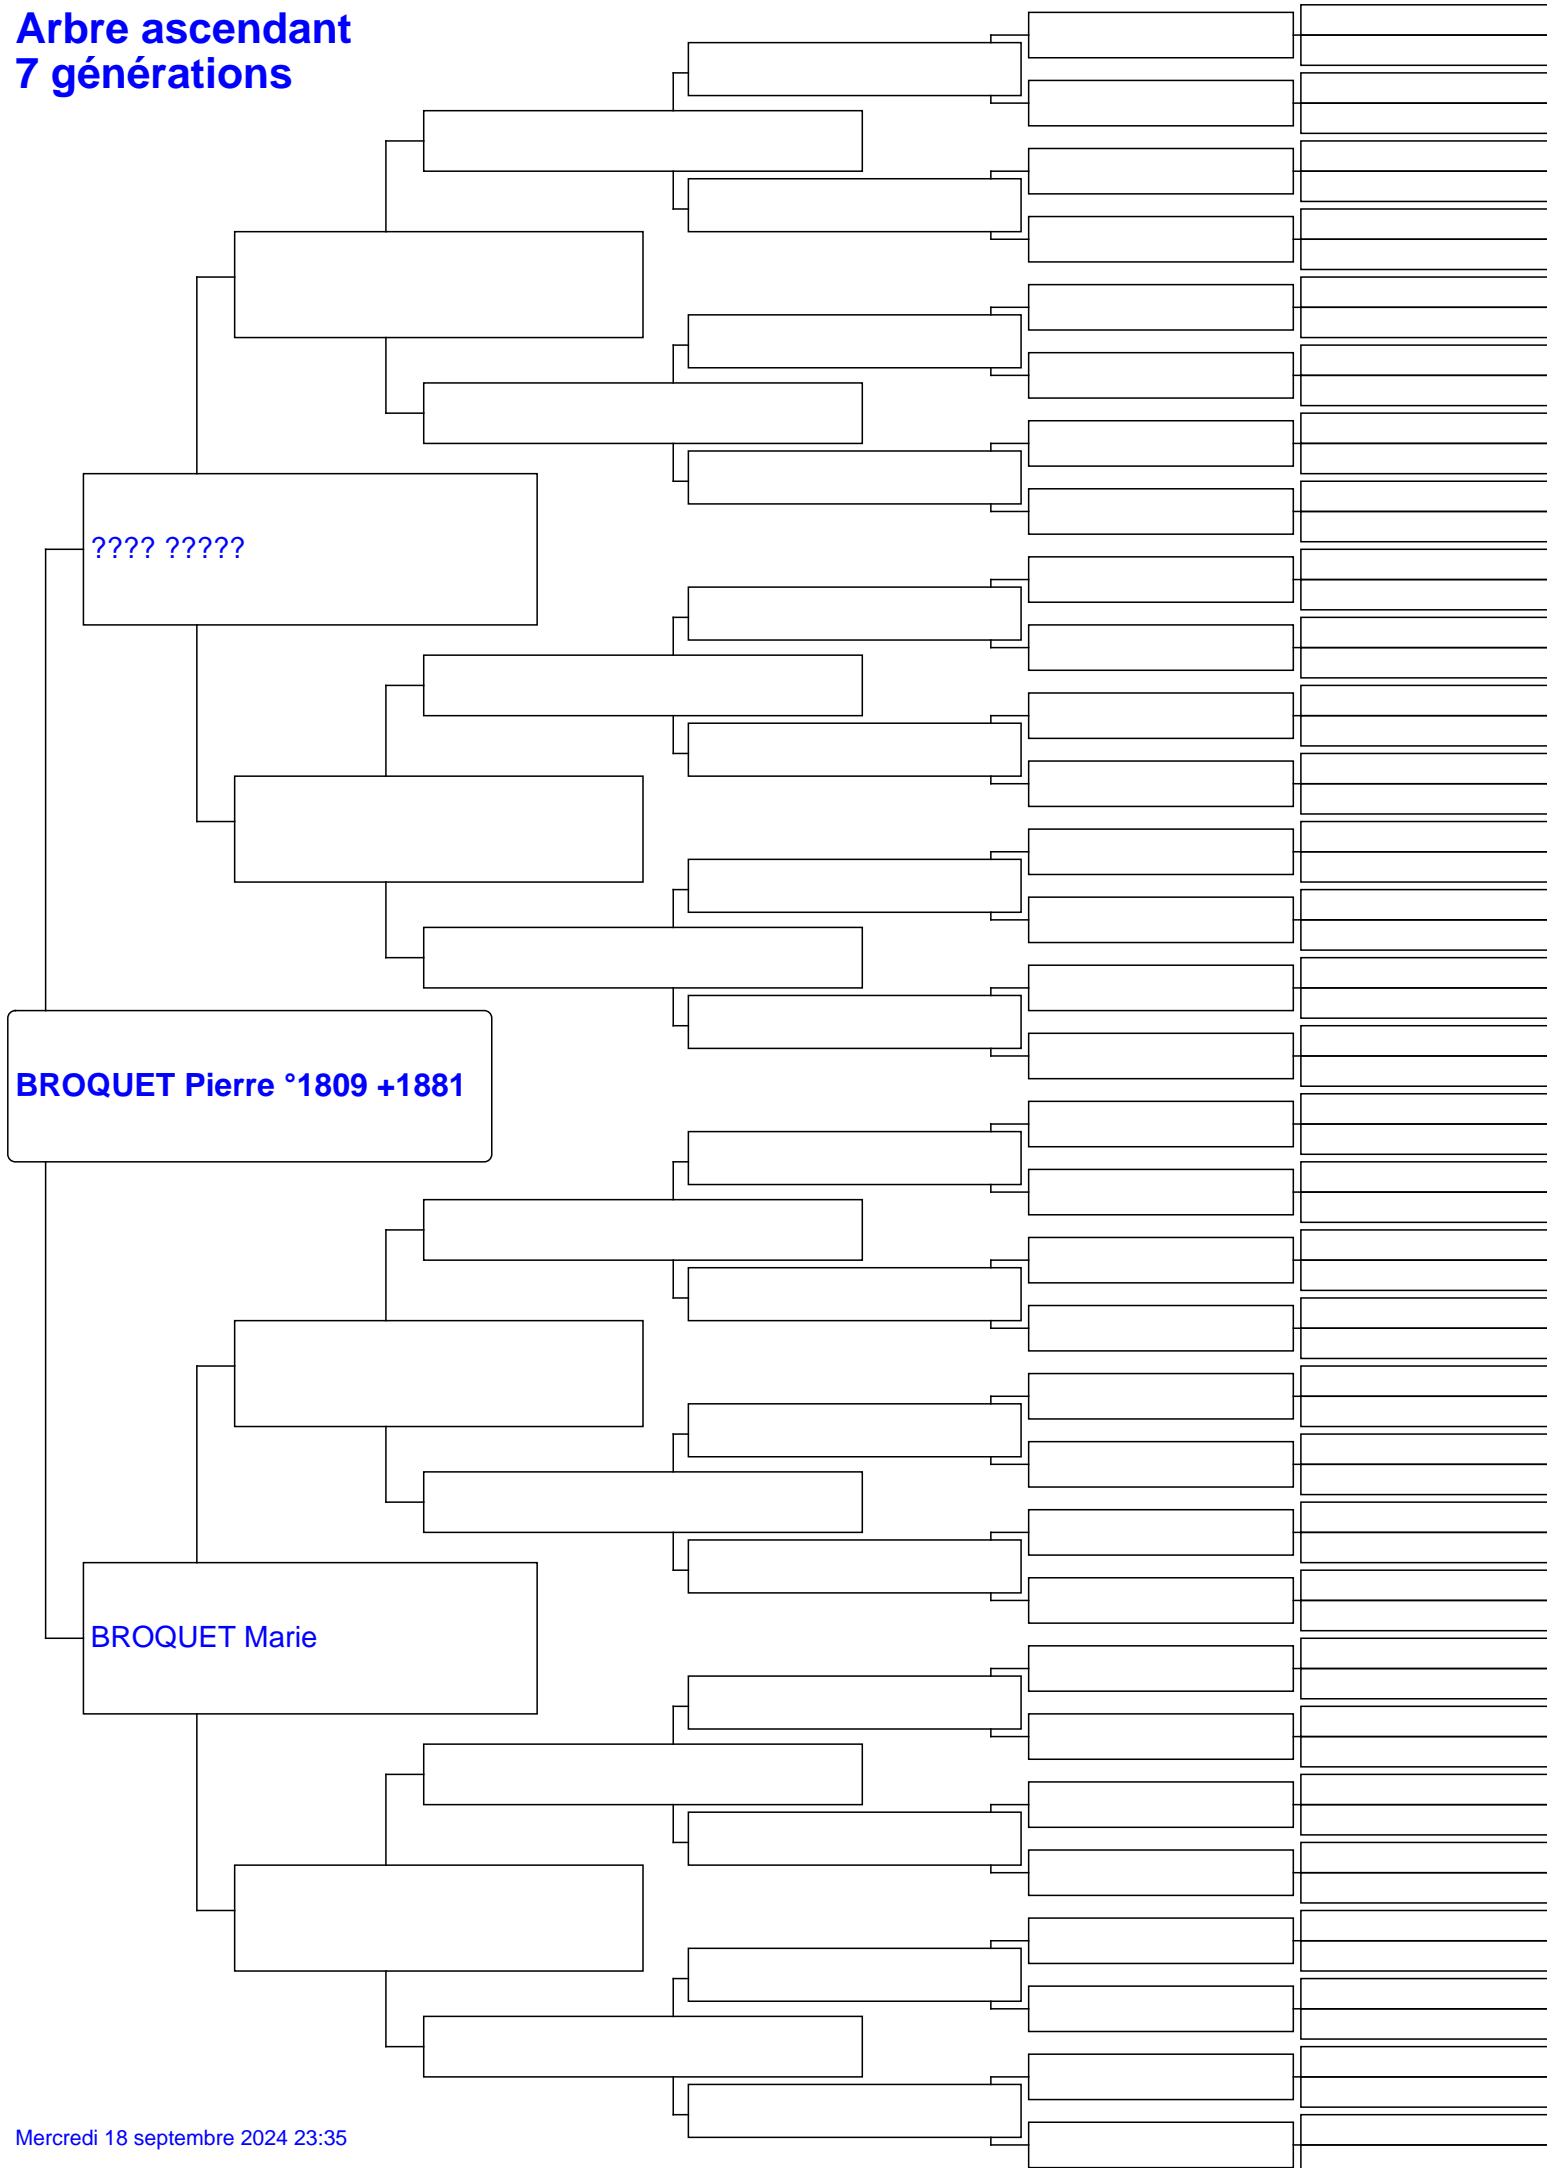 Arbre ascendant
7 générations
???? ?????
BROQUET Pierre °1809 +1881
BROQUET Marie
Mercredi 18 septembre 2024 23:35